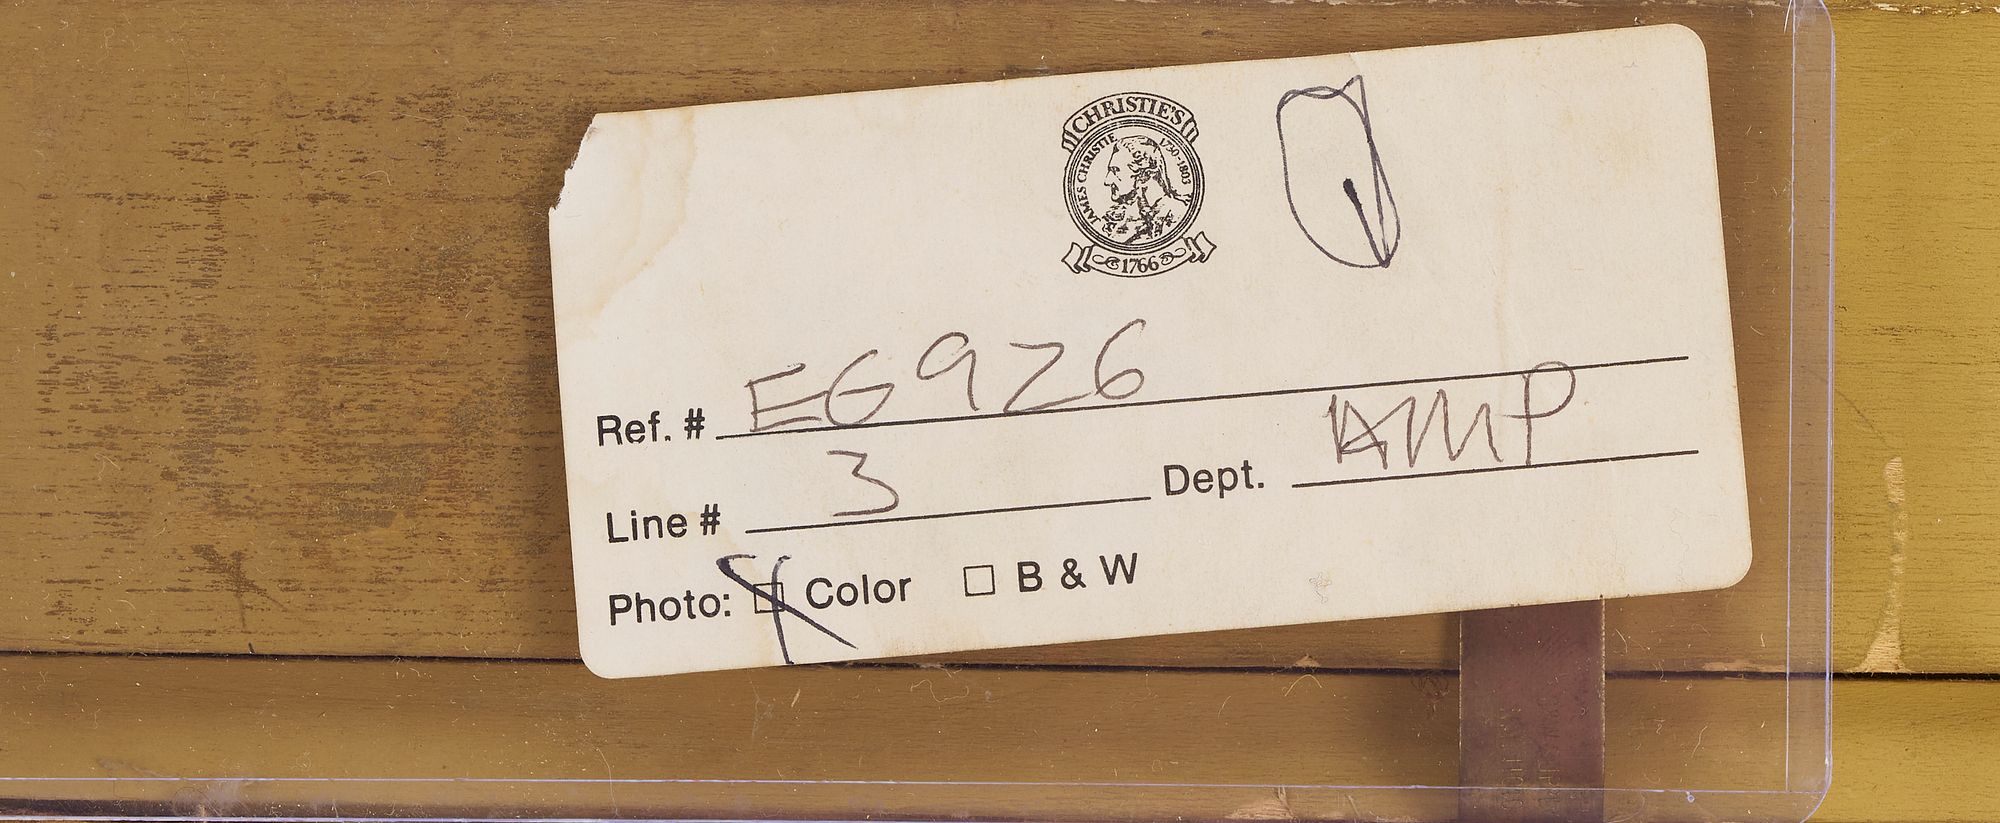 CHRISTIE'S
JAMES CHRISTIE 1730-1803
1766
Ref. # EG926
Line # 3 Dept. AMP
Photo: Color B & W